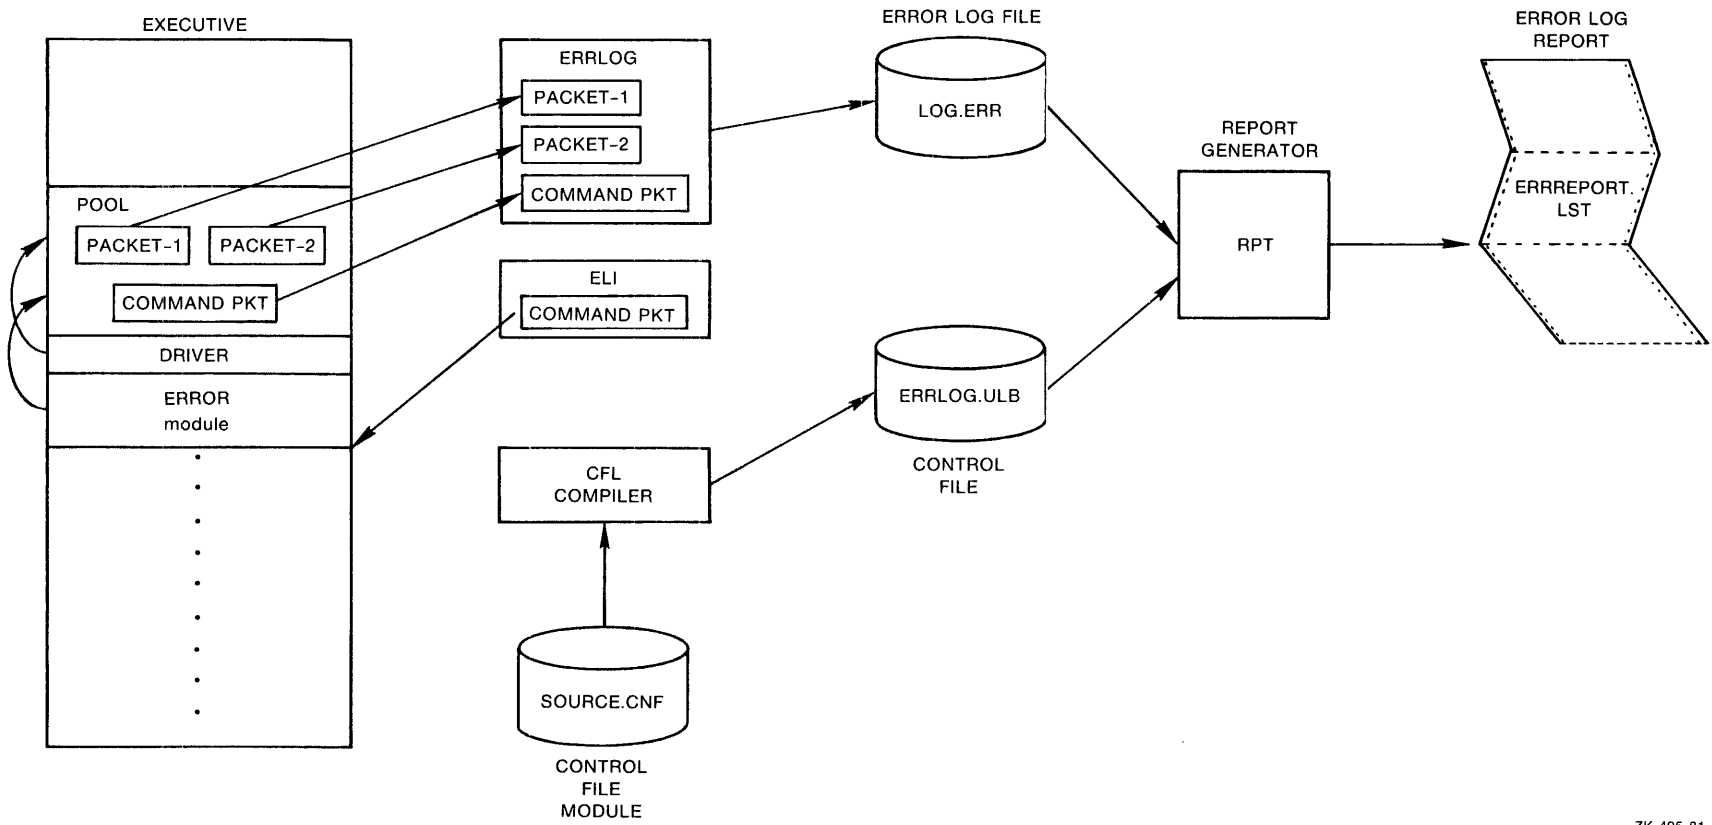 EXECUTIVE
POOL
PACKET-1
PACKET-2
COMMAND PKT
DRIVER
ERROR
module
ERRLOG
PACKET-1
PACKET-2
COMMAND PKT
ELI
COMMAND PKT
CFL
COMPILER
SOURCE.CNF
CONTROL
FILE
MODULE
ERROR LOG FILE
LOG.ERR
ERRLOG.ULB
CONTROL
FILE
REPORT
GENERATOR
RPT
ERROR LOG
REPORT
ERRREPORT.
LST